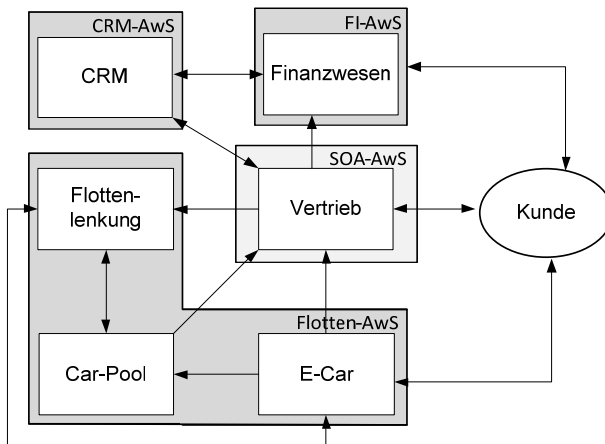 CRM-AwS
CRM
FI-AwS
Finanzwesen
SOA-AwS
Flotten-
lenkung
Vertrieb
Kunde
Flotten-AwS
Car-Pool
E-Car